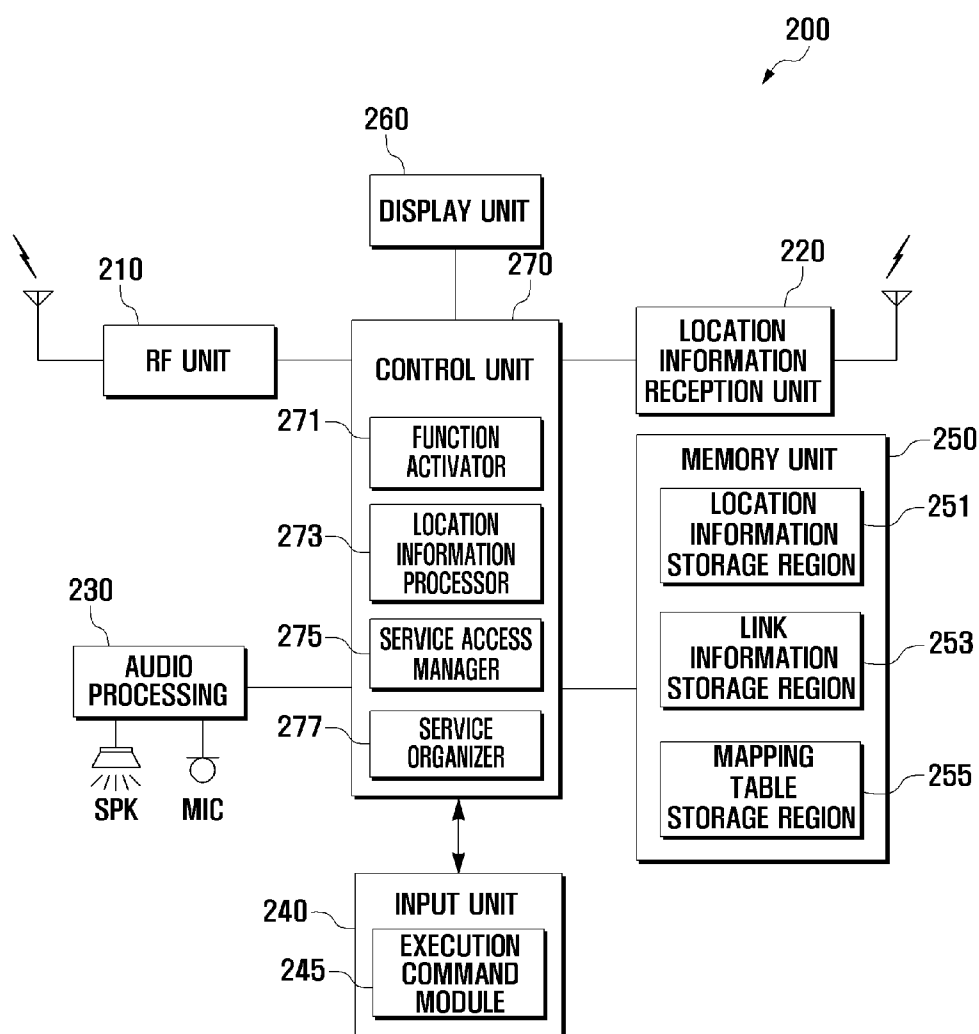 200
260
DISPLAY UNIT
210
RF UNIT
270
220
LOCATION
INFORMATION
RECEPTION UNIT
CONTROL UNIT
271
FUNCTION
ACTIVATOR
273
LOCATION
INFORMATION
PROCESSOR
275
SERVICE ACCESS
MANAGER
277
SERVICE
ORGANIZER
250
MEMORY UNIT
251
LOCATION
INFORMATION
STORAGE REGION
253
LINK
INFORMATION
STORAGE REGION
255
MAPPING
TABLE
STORAGE REGION
230
AUDIO
PROCESSING
SPK
MIC
240
INPUT UNIT
245
EXECUTION
COMMAND
MODULE